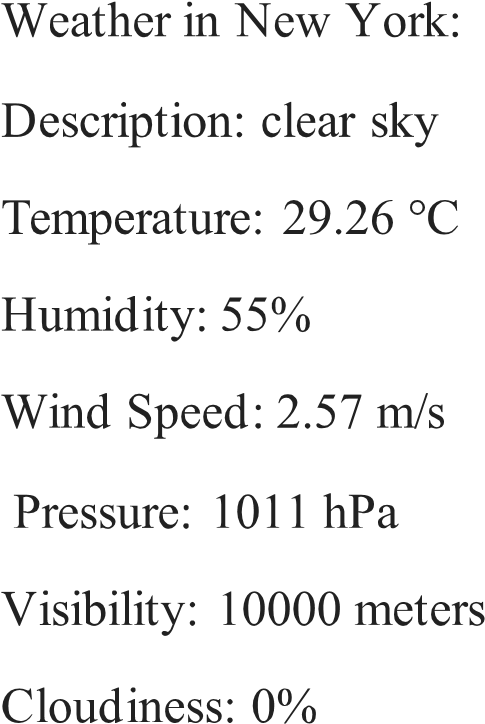 Weather in New York:
Description: clear sky
Temperature: 29.26 °C
Humidity: 55%
Wind Speed: 2.57 m/s
Pressure: 1011 hPa
Visibility: 10000 meters
Cloudiness: 0%